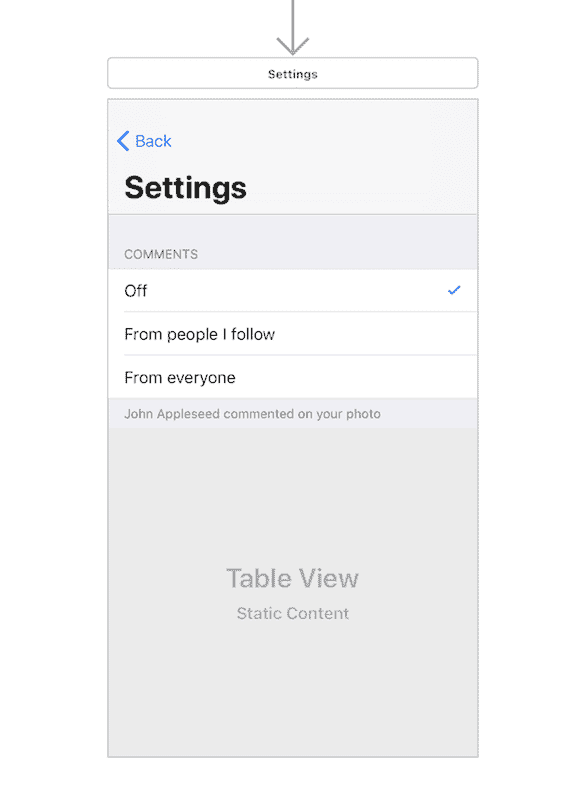 Settings
Back
Settings
COMMENTS
Off
From people I follow
From everyone
John Appleseed commented on your photo
Table View
Static Content